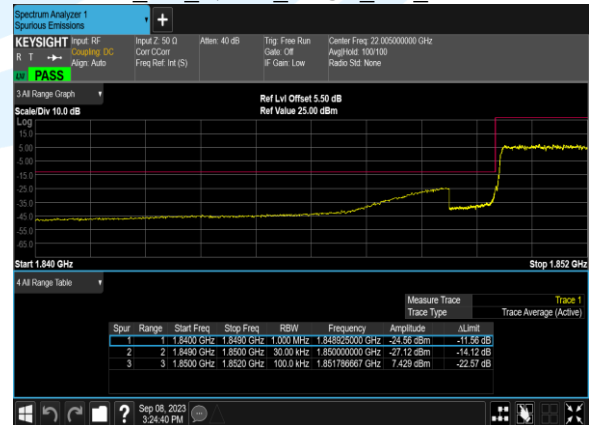 Spectrum Analyzer 1
Spurious Emissions
KEYSIGHT Input: RF
R T Coupling: DC
Align: Auto
Input Z: 50 Ω
Corr CCorr
Freq Ref: Int (S)
Atten: 40 dB
Trig: Free Run
Gate: Off
IF Gain: Low
Center Freq: 22.005000000 GHz
Avg|Hold: 100/100
Radio Std: None
PASS
3 All Range Graph
Scale/Div 10.0 dB
Ref Lvl Offset 5.50 dB
Ref Value 25.00 dBm
Log
15.0
5.00
-5.00
-15.0
-25.0
-35.0
-45.0
-55.0
-65.0
Start 1.840 GHz
Stop 1.852 GHz
4 All Range Table
Measure Trace Trace 1
Trace Type Trace Average (Active)
Spur Range Start Freq Stop Freq RBW Frequency Amplitude ΔLimit
1 1 1.8400 GHz 1.8490 GHz 1.000 MHz 1.848925000 GHz -24.56 dBm -11.56 dB
2 2 1.8490 GHz 1.8500 GHz 30.00 kHz 1.850000000 GHz -27.12 dBm -14.12 dB
3 3 1.8500 GHz 1.8520 GHz 100.0 kHz 1.851786667 GHz 7.429 dBm -22.57 dB
Sep 08, 2023
3:24:40 PM